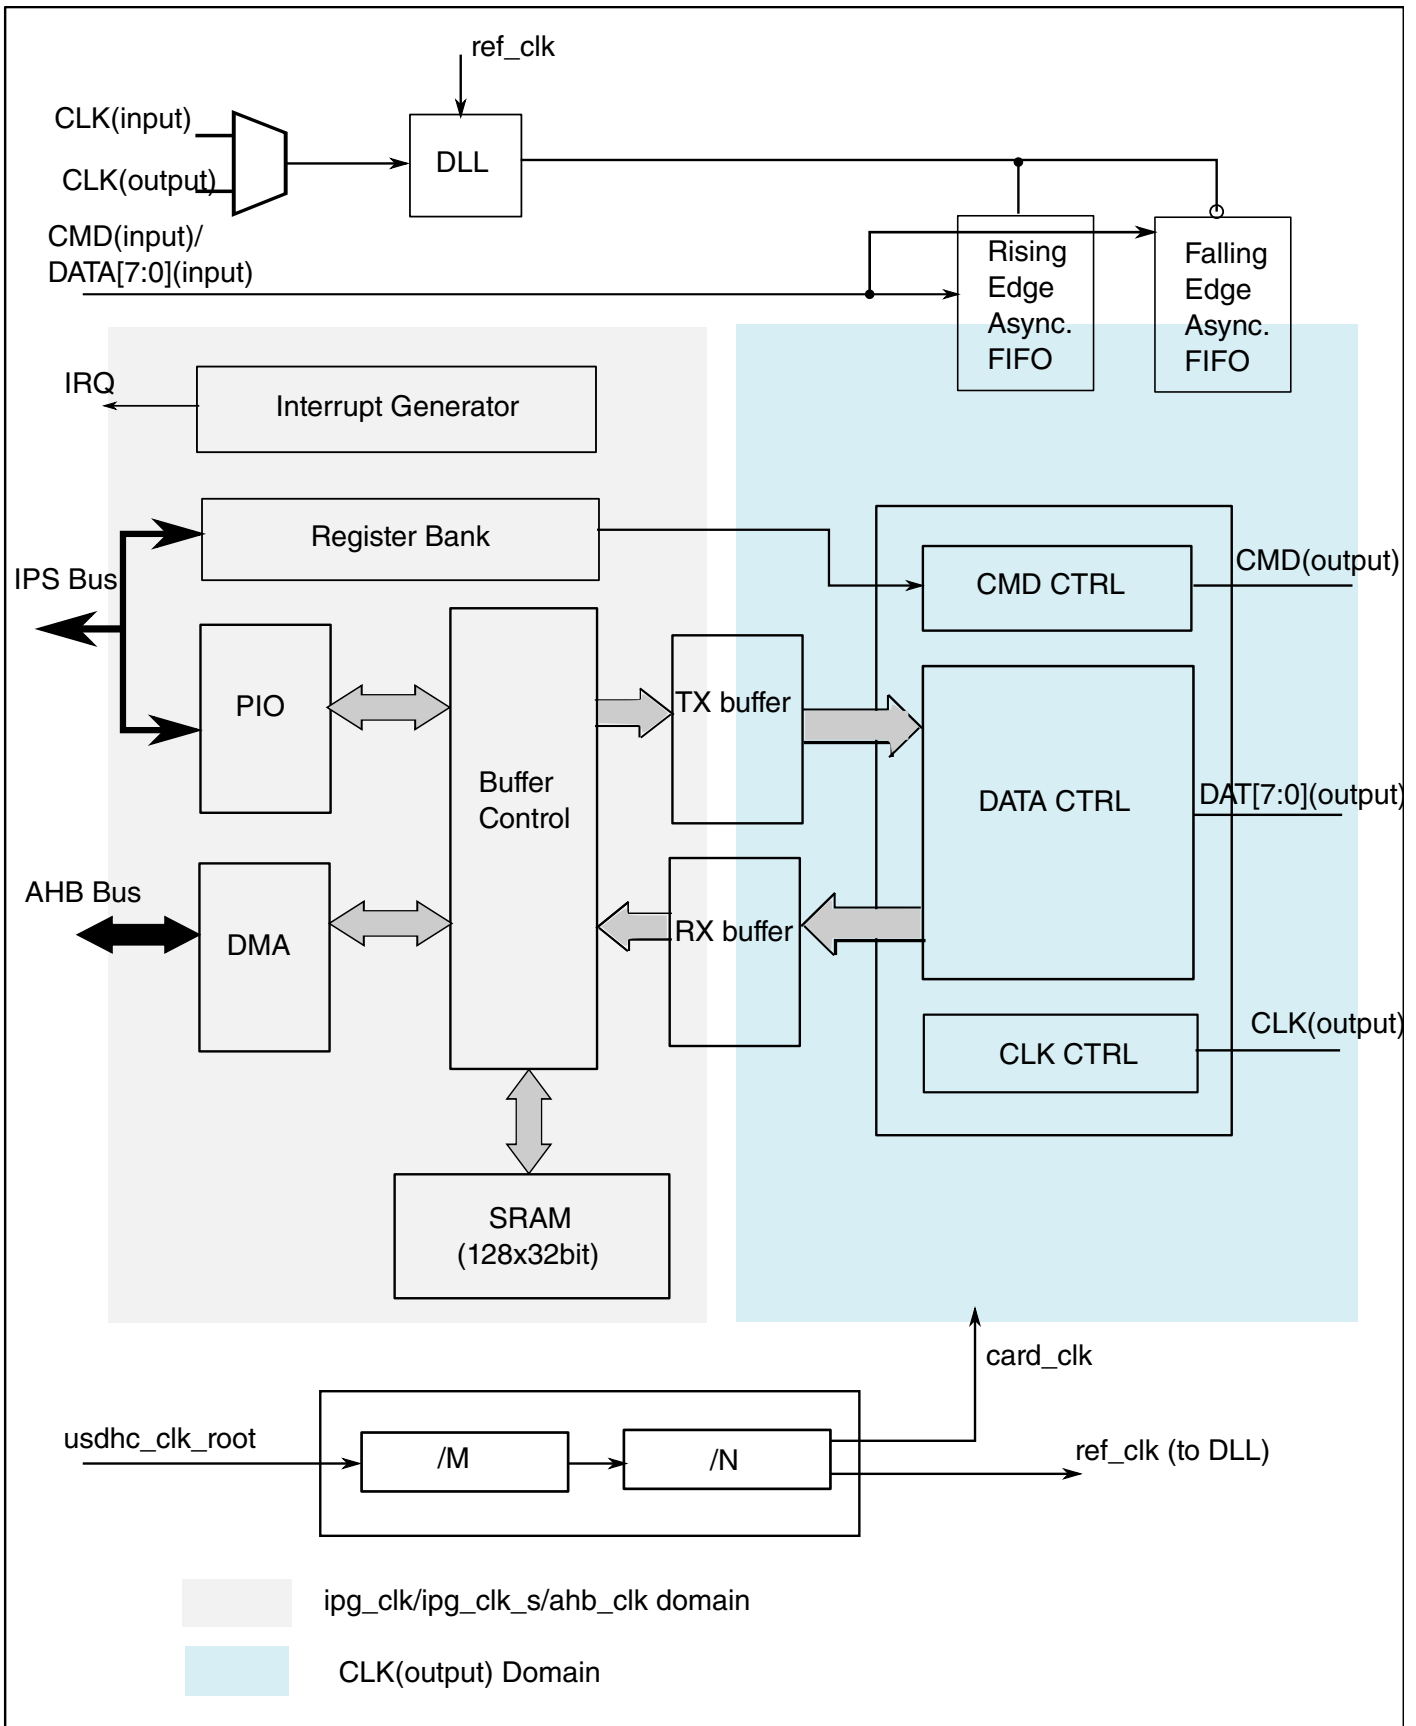 ref_clk
CLK(input)
CLK(output)
DLL
CMD(input)/
DATA[7:0](input)
Rising
Edge
Async.
FIFO
Falling
Edge
Async.
FIFO
IRQ
Interrupt Generator
Register Bank
IPS Bus
CMD CTRL
CMD(output)
PIO
TX buffer
Buffer
Control
DATA CTRL
DAT[7:0](output)
AHB Bus
DMA
RX buffer
CLK CTRL
CLK(output)
SRAM
(128x32bit)
card_clk
usdhc_clk_root
/M
/N
ref_clk (to DLL)
ipg_clk/ipg_clk_s/ahb_clk domain
CLK(output) Domain